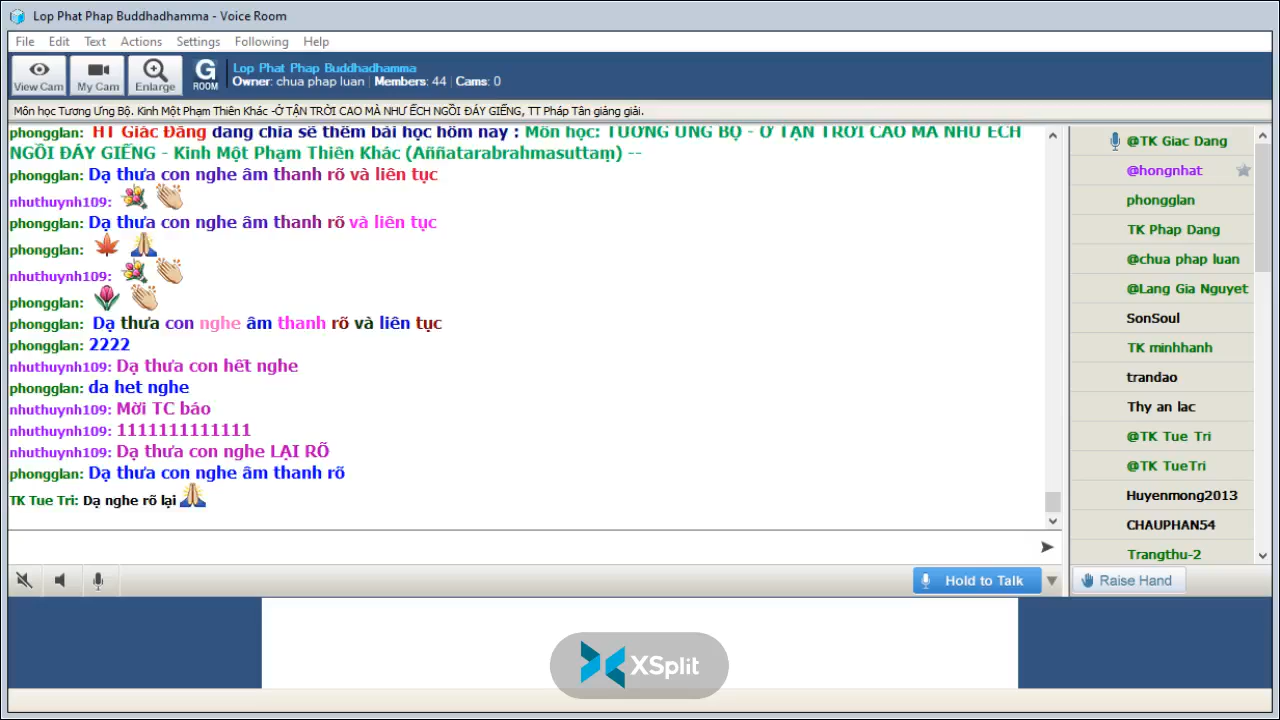 Lop Phat Phap Buddhadhamma - Voice Room
File Edit Text Actions Settings Following Help
View Cam My Cam Enlarge G ROOM
Lop Phat Phap Buddhadhamma
Owner: chua phap luan | Members: 44 | Cams: 0
Môn học Tương Ưng Bộ. Kinh Một Phạm Thiên Khác -Ở TẬN TRỜI CAO MÀ NHƯ ẾCH NGỒI ĐÁY GIẾNG, TT Pháp Tân giảng giải.
phongglan: HT Giác Đẳng đang chia sẽ thêm bài học hôm nay : Môn học: TƯƠNG ƯNG BỘ - Ở TẬN TRỜI CAO MÀ NHƯ ẾCH
NGỒI ĐÁY GIẾNG - Kinh Một Phạm Thiên Khác (Aññatarabrahmasuttaṃ) --
phongglan: Dạ thưa con nghe âm thanh rõ và liên tục
nhuthuynh109:
phongglan: Dạ thưa con nghe âm thanh rõ và liên tục
phongglan:
nhuthuynh109:
phongglan:
phongglan: Dạ thưa con nghe âm thanh rõ và liên tục
phongglan: 2222
nhuthuynh109: Dạ thưa con hết nghe
phongglan: da het nghe
nhuthuynh109: Mời TC báo
nhuthuynh109: 1111111111111
nhuthuynh109: Dạ thưa con nghe LẠI RÕ
phongglan: Dạ thưa con nghe âm thanh rõ
TK Tue Tri: Dạ nghe rõ lại
@TK Giac Dang
@hongnhat
phongglan
TK Phap Dang
@chua phap luan
@Lang Gia Nguyet
SonSoul
TK minhhanh
trandao
Thy an lac
@TK Tue Tri
@TK TueTri
Huyenmong2013
CHAUPHAN54
Trangthu-2
Hold to Talk
Raise Hand
XSplit